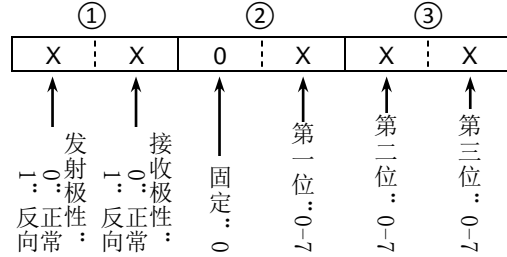 ① ② ③
X X 0 X X X
发射极性：
0：正常
1：反向
接收极性：
0：正常
1：反向
固定：0
第一位：0-7
第二位：0-7
第三位：0-7